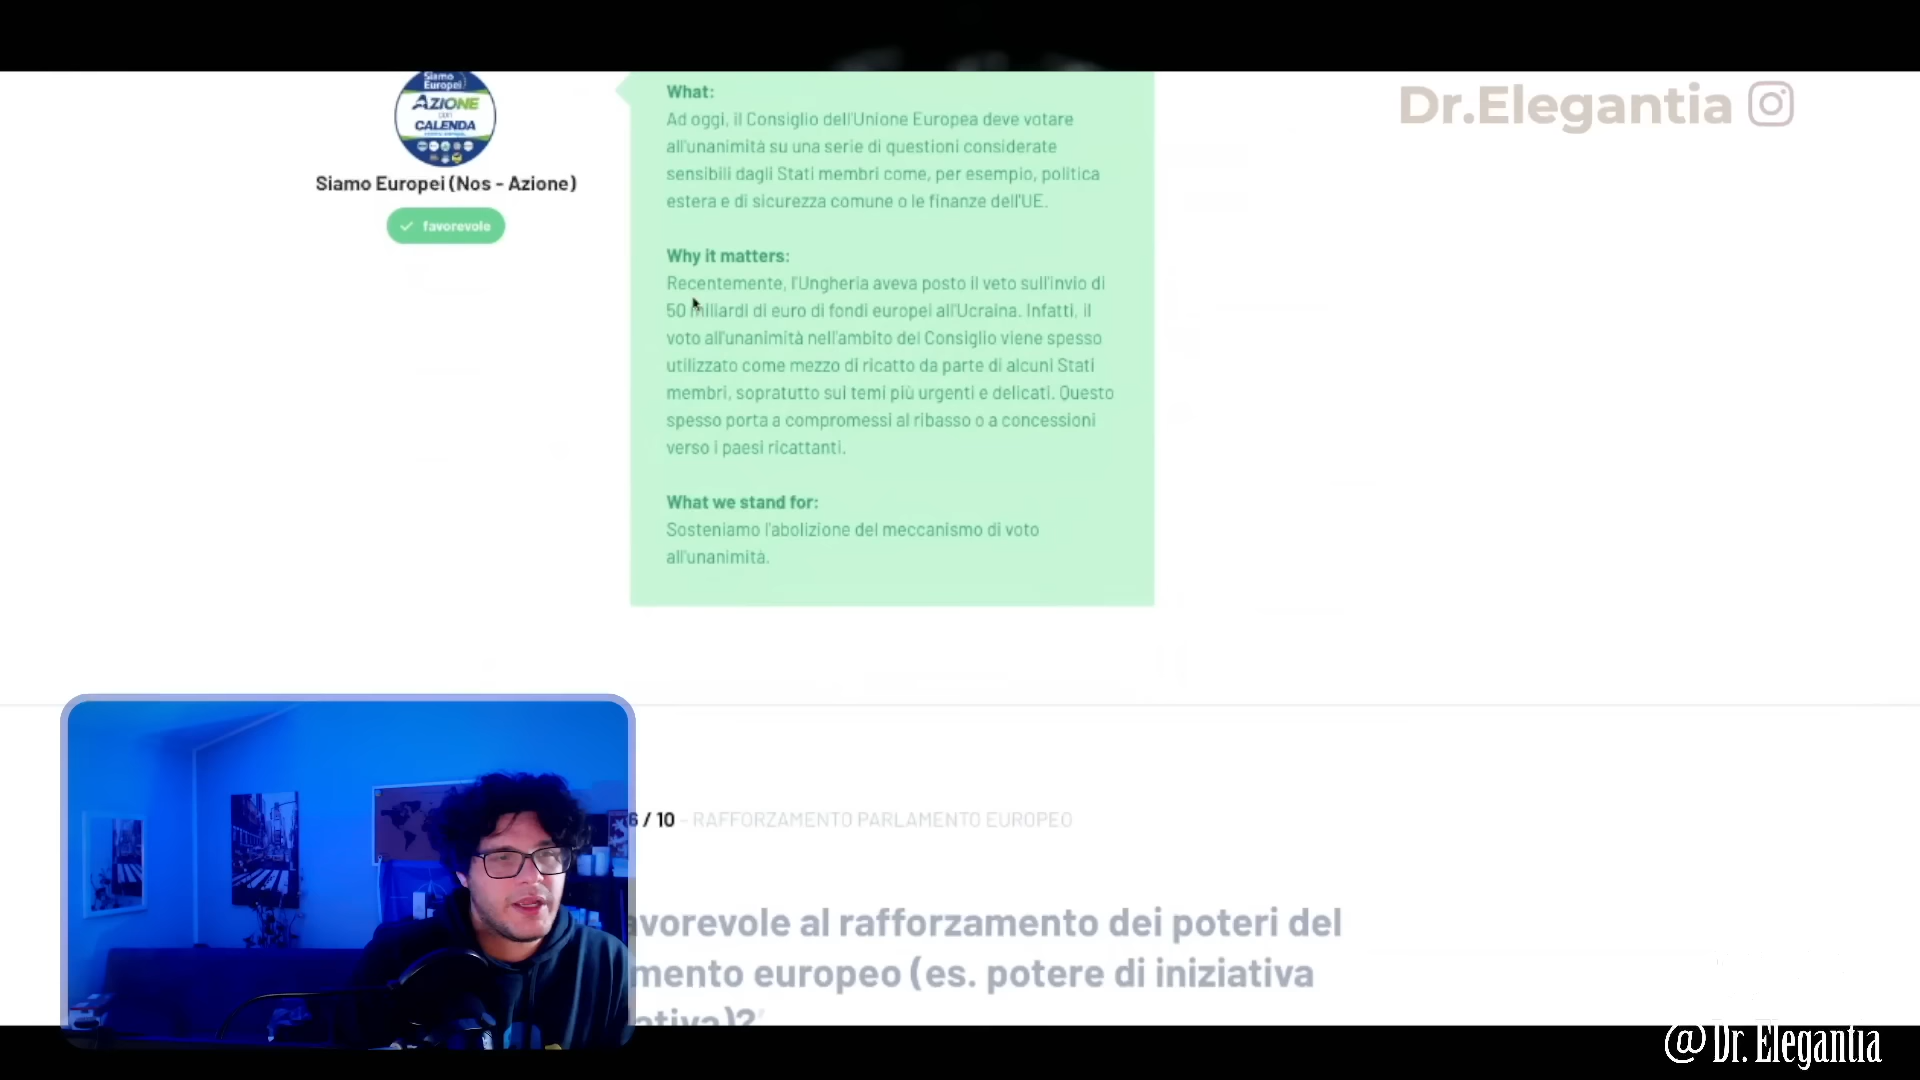 Siamo
Europei
AZIONE
CON
CALENDA
Siamo Europei (Nos - Azione)
favorevole
What:
Ad oggi, il Consiglio dell'Unione Europea deve votare
all'unanimità su una serie di questioni considerate
sensibili dagli Stati membri come, per esempio, politica
estera e di sicurezza comune o le finanze dell'UE.
Why it matters:
Recentemente, l'Ungheria aveva posto il veto sull'invio di
50 miliardi di euro di fondi europei all'Ucraina. Infatti, il
voto all'unanimità nell'ambito del Consiglio viene spesso
utilizzato come mezzo di ricatto da parte di alcuni Stati
membri, sopratutto sui temi più urgenti e delicati. Questo
spesso porta a compromessi al ribasso o a concessioni
verso i paesi ricattanti.
What we stand for:
Sosteniamo l'abolizione del meccanismo di voto
all'unanimità.
Dr.Elegantia
6 / 10 - RAFFORZAMENTO PARLAMENTO EUROPEO
avorevole al rafforzamento dei poteri del
mento europeo (es. potere di iniziativa
ativa)?
@Dr. Elegantia